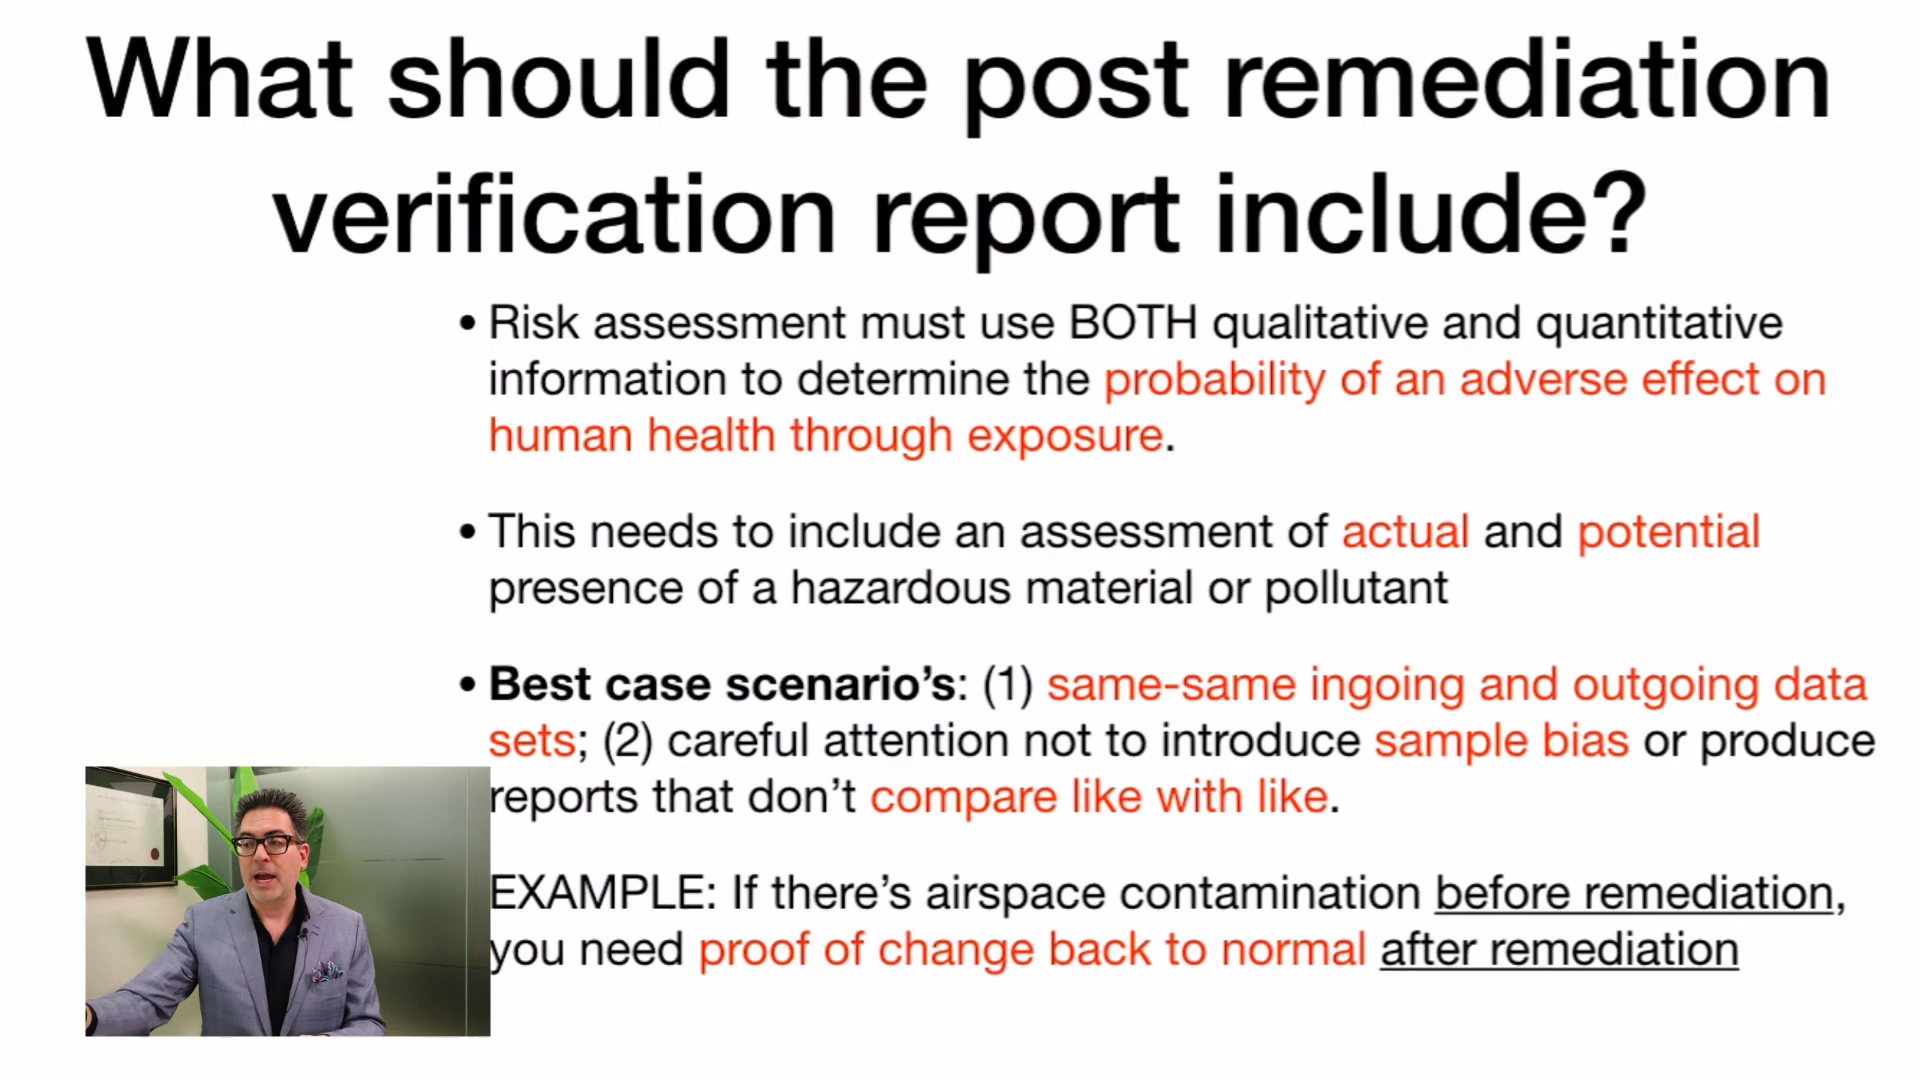 What should the post remediation
verification report include?
• Risk assessment must use BOTH qualitative and quantitative
information to determine the probability of an adverse effect on
human health through exposure.
• This needs to include an assessment of actual and potential
presence of a hazardous material or pollutant
• Best case scenario’s: (1) same-same ingoing and outgoing data
sets; (2) careful attention not to introduce sample bias or produce
reports that don’t compare like with like.
EXAMPLE: If there’s airspace contamination before remediation,
you need proof of change back to normal after remediation